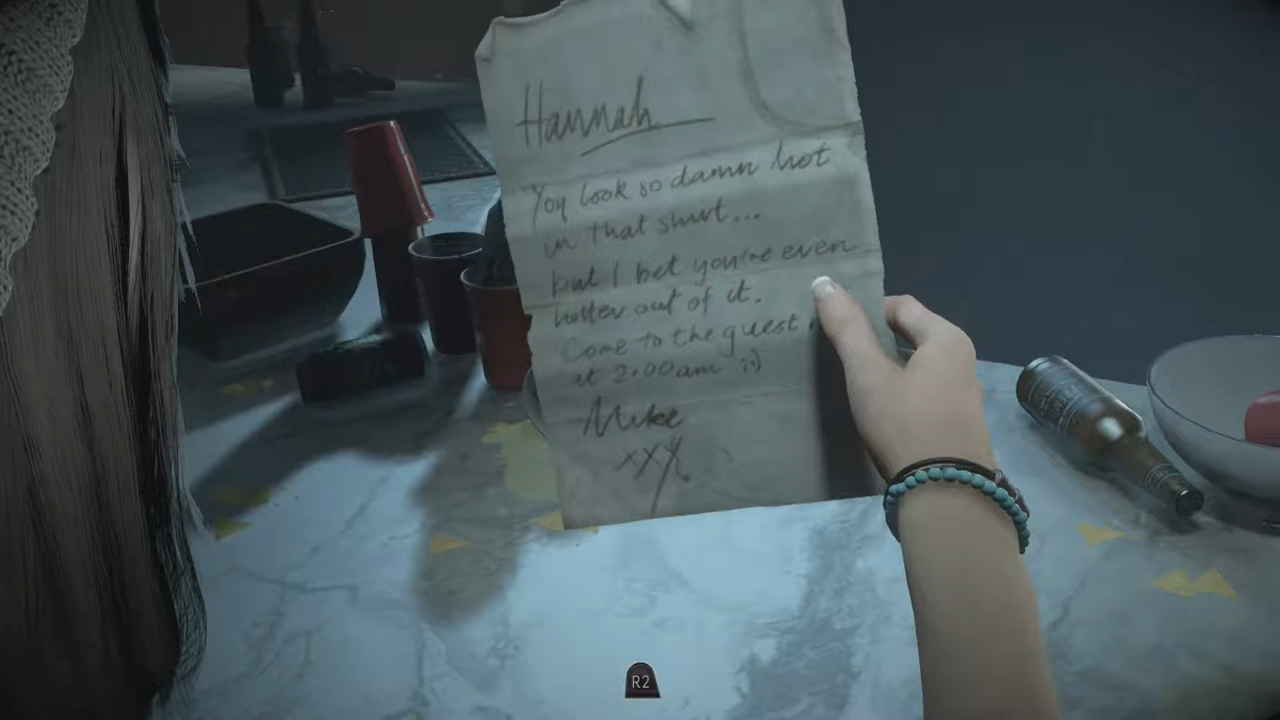 Hannah
You look so damn hot
in that shirt...
but I bet you're even
hotter out of it.
Come to the guest
at 2:00am ;)
Mike
xxx
R2